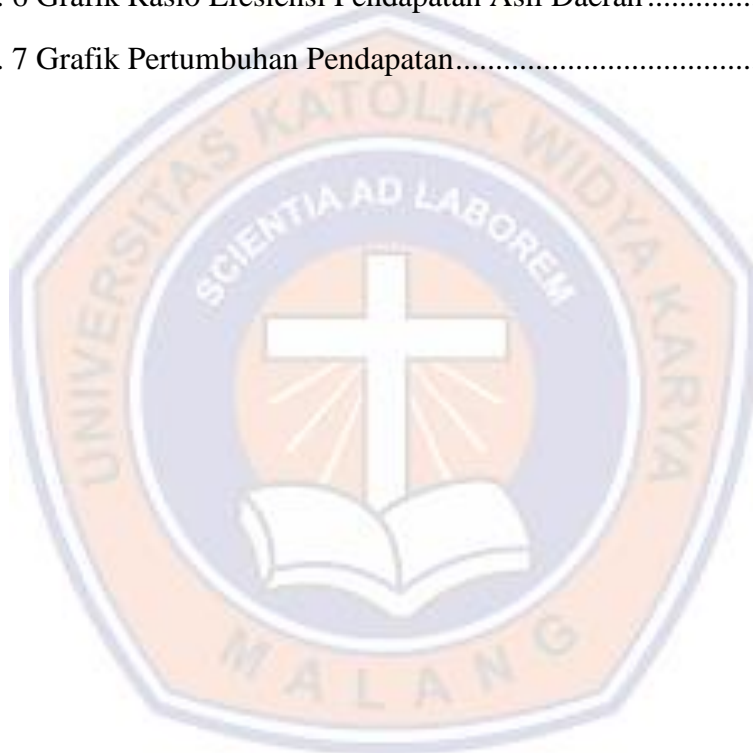 . 6 Grafik Rasio Efesiensi Pendapatan Asli Daerah.............
. 7 Grafik Pertumbuhan Pendapatan.....................................
UNIVERSITAS KATOLIK WIDYA KARYA
SCIENTIA AD LABOREM
MALANG